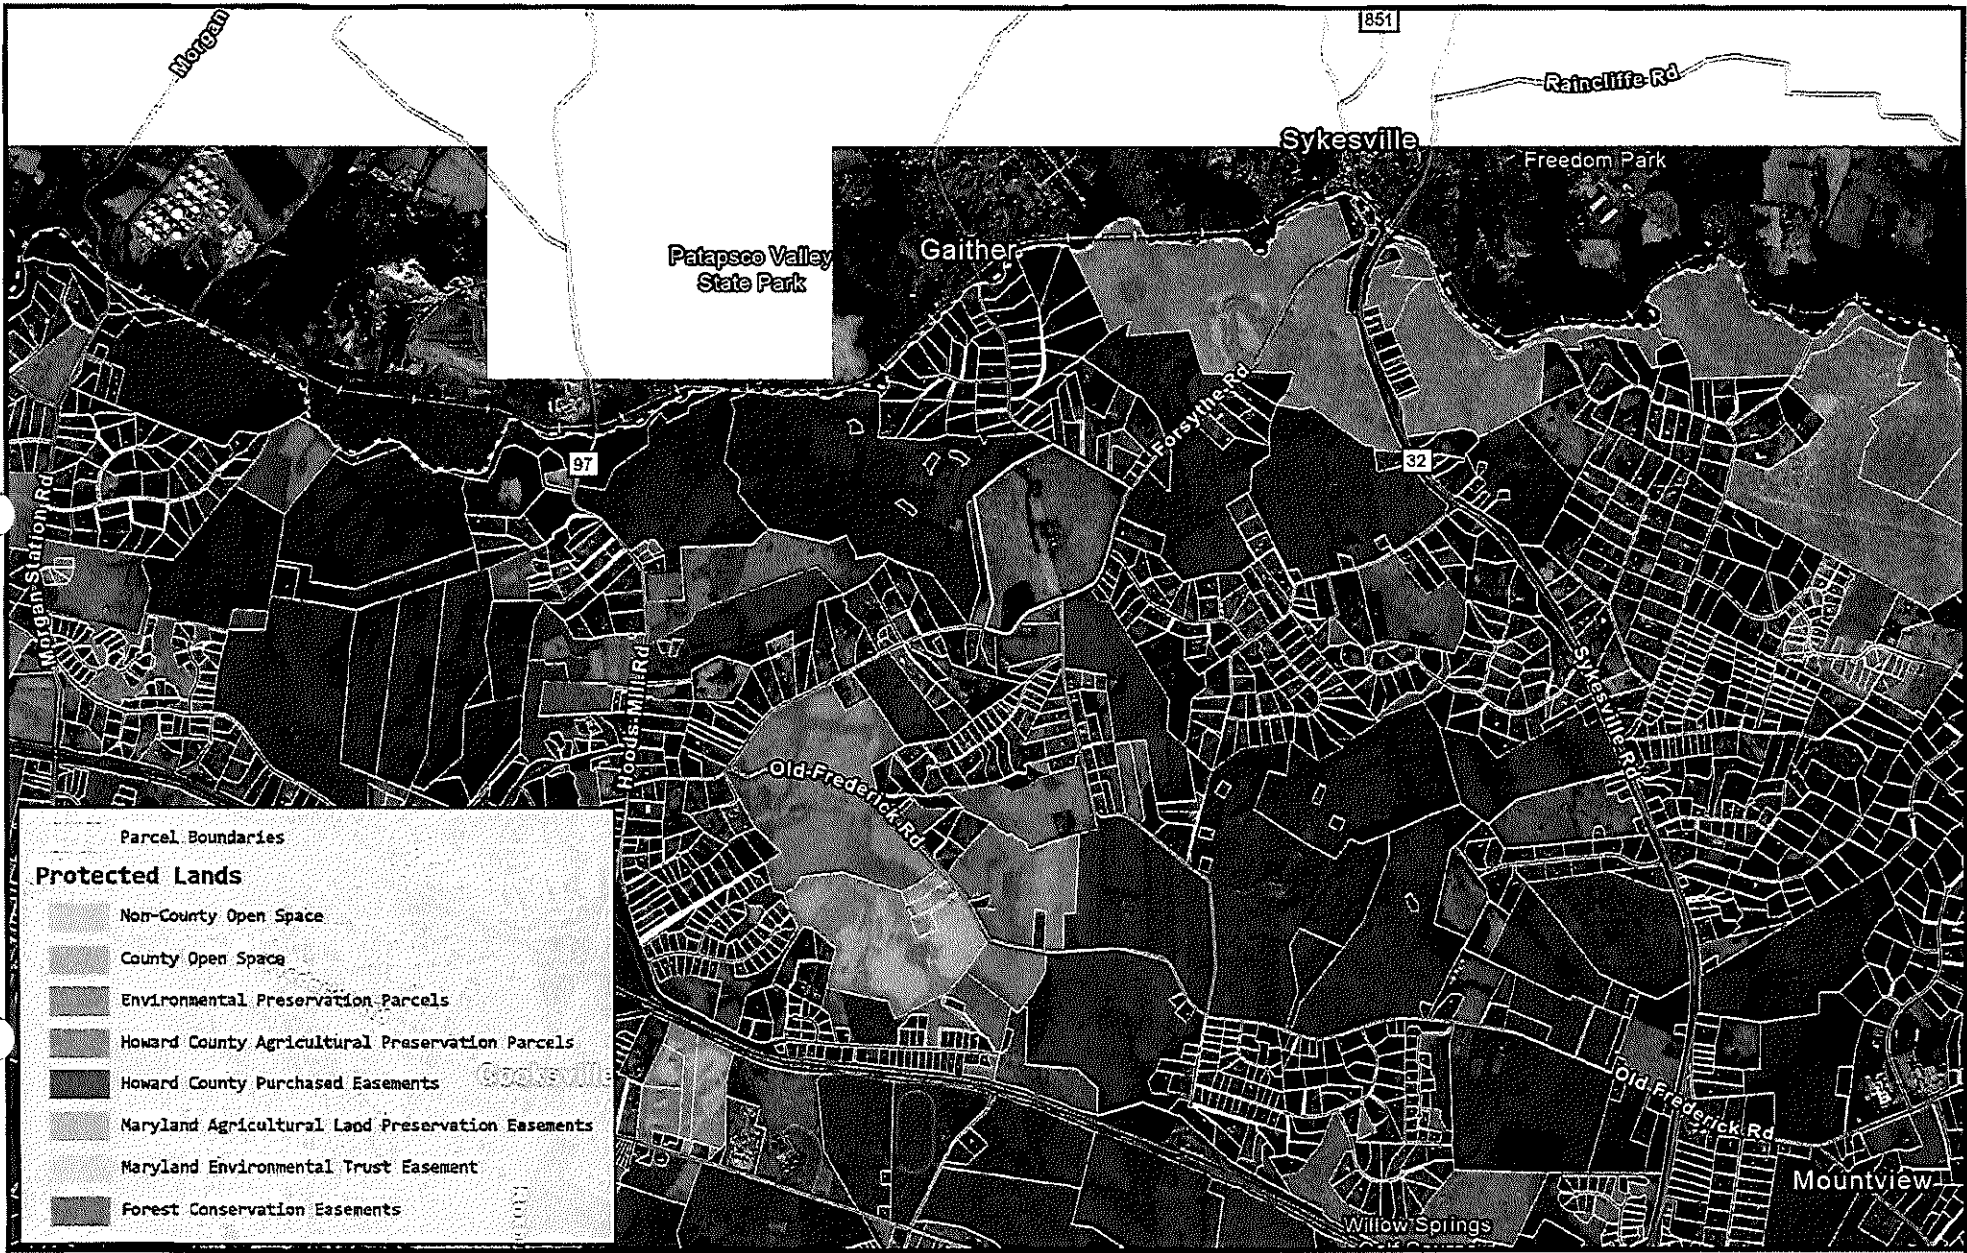 851
Morgan
Raincliffe Rd
Sykesville
Freedom Park
Gaither
Patapsco Valley
State Park
Forsythe Rd
97
32
Morgan Station Rd
Hoods Mill Rd
Sykesville Rd
Old Frederick Rd
Parcel Boundaries
Protected Lands
Non-County Open Space
County Open Space
Environmental Preservation Parcels
Howard County Agricultural Preservation Parcels
Howard County Purchased Easements
Cooksville
Maryland Agricultural Land Preservation Easements
Maryland Environmental Trust Easement
Forest Conservation Easements
Old Frederick Rd
Mountview
Willow Springs